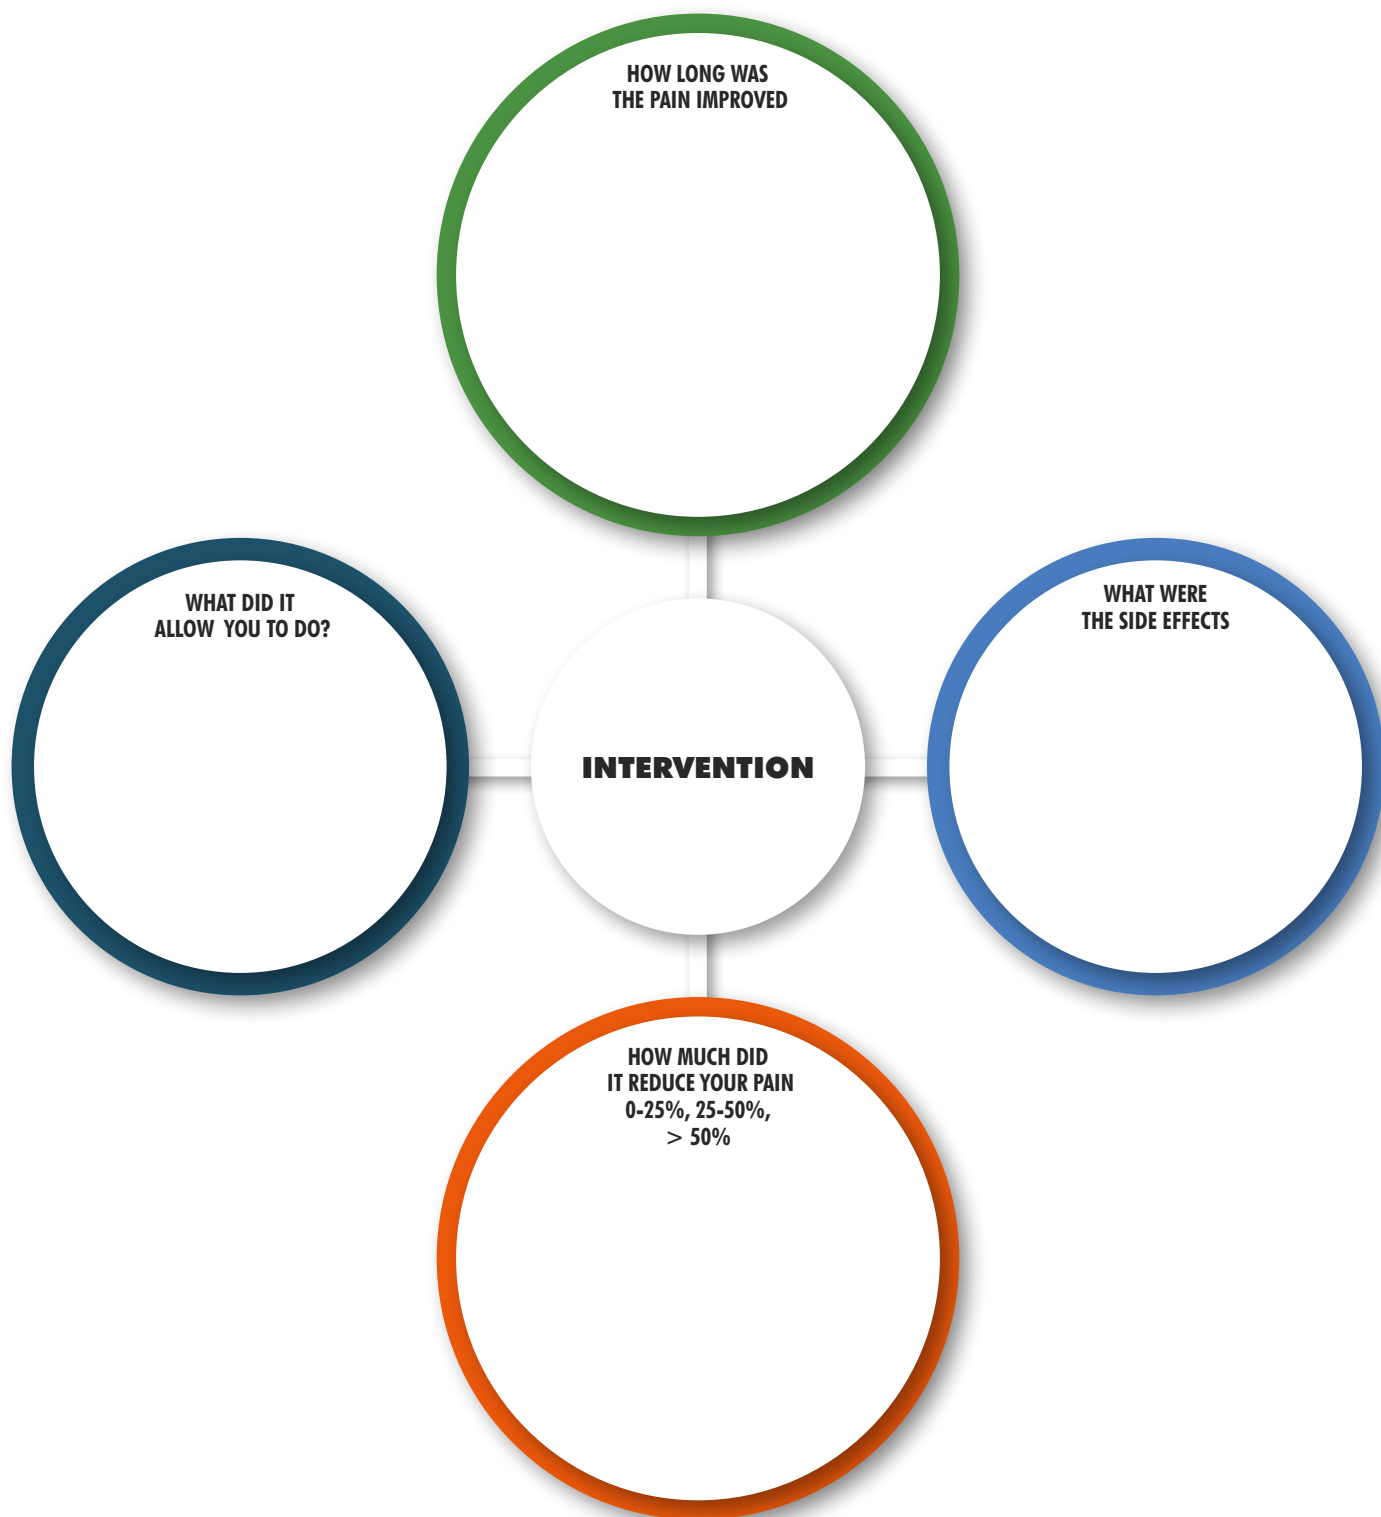 HOW LONG WAS
THE PAIN IMPROVED
WHAT DID IT
ALLOW YOU TO DO?
WHAT WERE
THE SIDE EFFECTS
INTERVENTION
HOW MUCH DID
IT REDUCE YOUR PAIN
0-25%, 25-50%,
> 50%